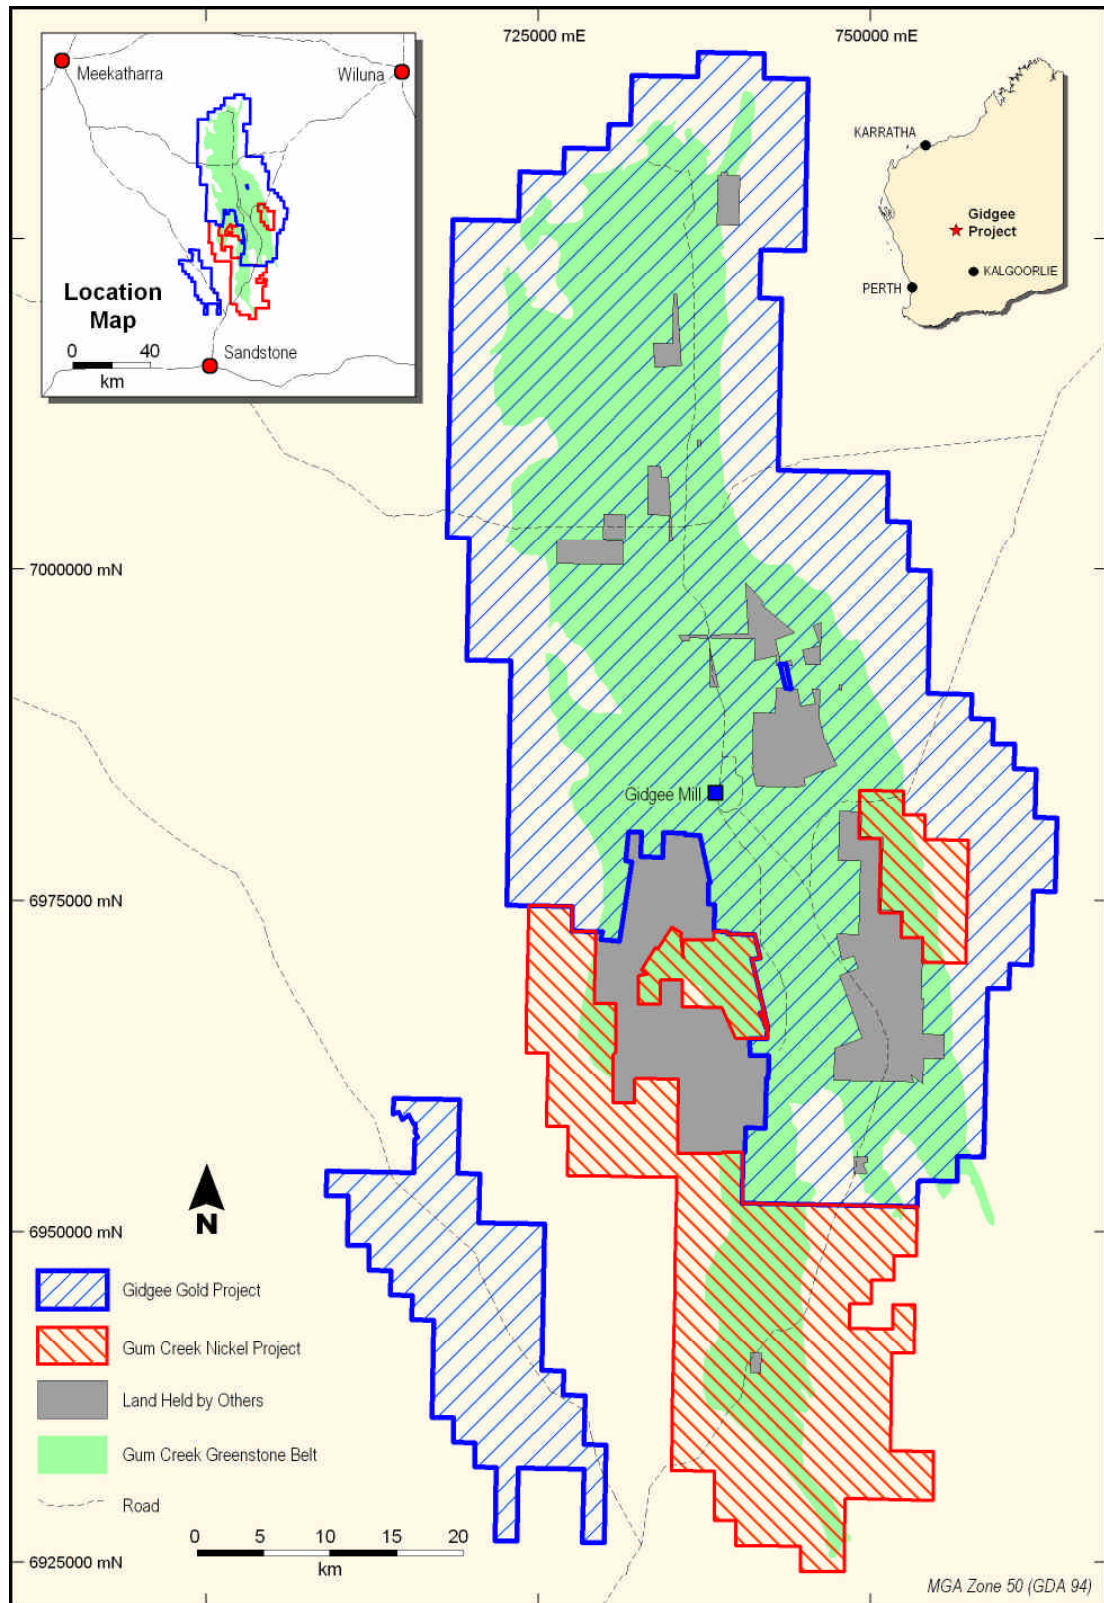 725000 mE
750000 mE
Meekatharra
Wiluna
Location
Map
0 40
km
Sandstone
KARRATHA
Gidgee
Project
KALGOORLIE
PERTH
7000000 mN
Gidgee Mill
6975000 mN
N
6950000 mN
Gidgee Gold Project
Gum Creek Nickel Project
Land Held by Others
Gum Creek Greenstone Belt
Road
0 5 10 15 20
km
6925000 mN
MGA Zone 50 (GDA 94)